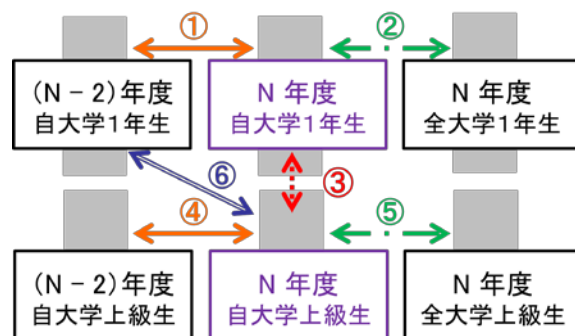 ① ②
(N－2)年度 N 年度 N 年度
自大学1年生 自大学1年生 全大学1年生
⑥ ③
④ ⑤
(N－2)年度 N 年度 N 年度
自大学上級生 自大学上級生 全大学上級生